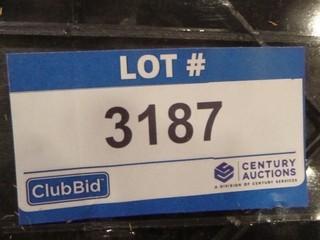 LOT #
3187
ClubBid
CENTURY
AUCTIONS
A DIVISION OF CENTURY SERVICES